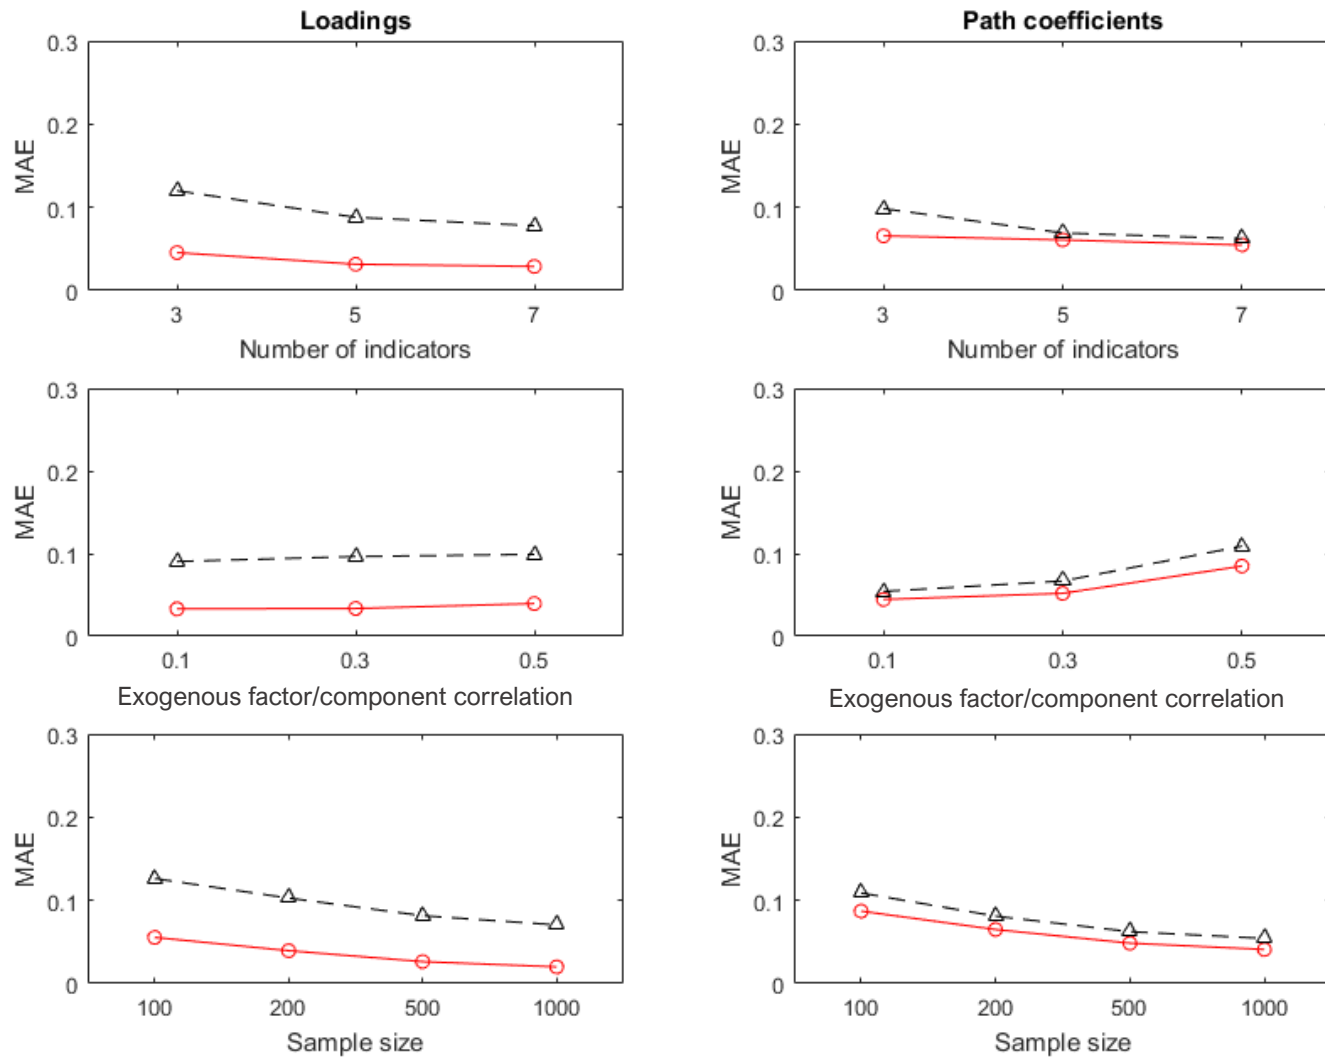 Loadings
0.3
0.2
0.1
0
MAE
3 5 7
Number of indicators
Path coefficients
0.3
0.2
0.1
0
MAE
3 5 7
Number of indicators
0.3
0.2
0.1
0
MAE
0.1 0.3 0.5
Exogenous factor/component correlation
0.3
0.2
0.1
0
MAE
0.1 0.3 0.5
Exogenous factor/component correlation
0.3
0.2
0.1
0
MAE
100 200 500 1000
Sample size
0.3
0.2
0.1
0
MAE
100 200 500 1000
Sample size